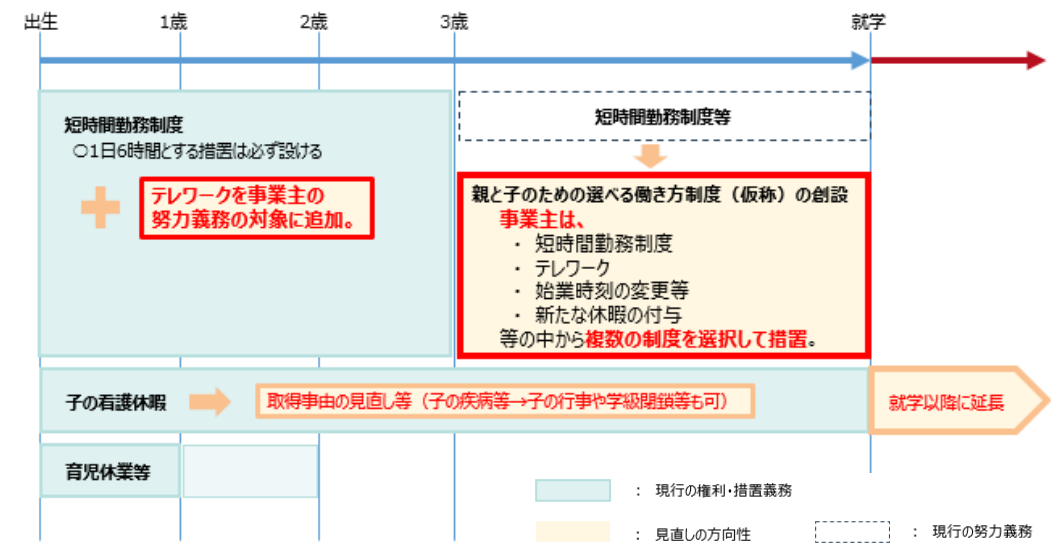 出生
1歳
2歳
3歳
就学
短時間勤務制度
○1日6時間とする措置は必ず設ける
テレワークを事業主の
努力義務の対象に追加。
短時間勤務制度等
親と子のための選べる働き方制度（仮称）の創設
事業主は、
・ 短時間勤務制度
・ テレワーク
・ 始業時刻の変更等
・ 新たな休暇の付与
等の中から複数の制度を選択して措置。
子の看護休暇
取得事由の見直し等（子の疾病等→子の行事や学級閉鎖等も可）
就学以降に延長
育児休業等
： 現行の権利・措置義務
： 見直しの方向性
： 現行の努力義務